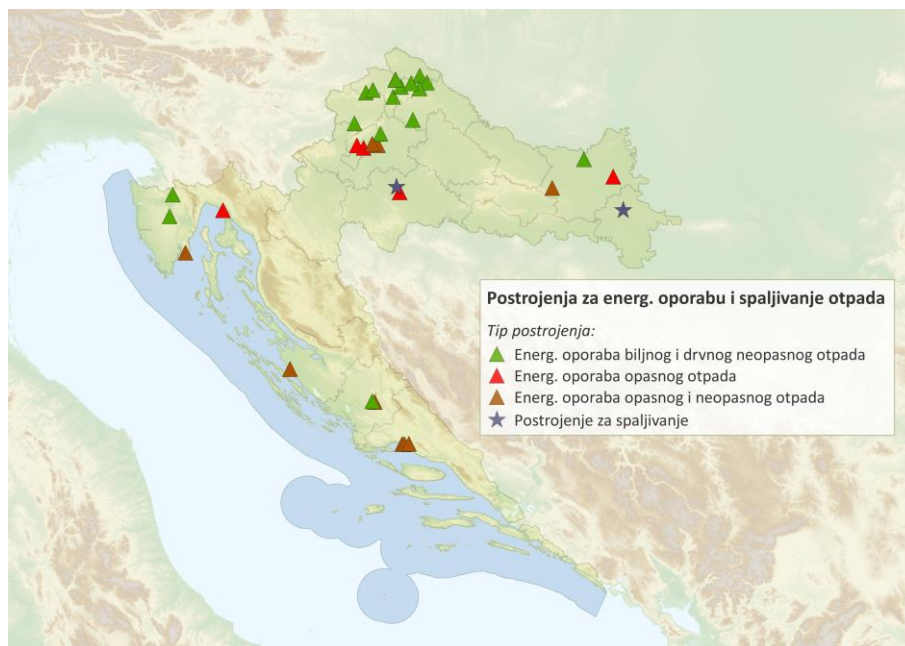 Postrojenja za energ. oporabu i spaljivanje otpada
Tip postrojenja:
Energ. oporaba biljnog i drvnog neopasnog otpada
Energ. oporaba opasnog otpada
Energ. oporaba opasnog i neopasnog otpada
Postrojenje za spaljivanje